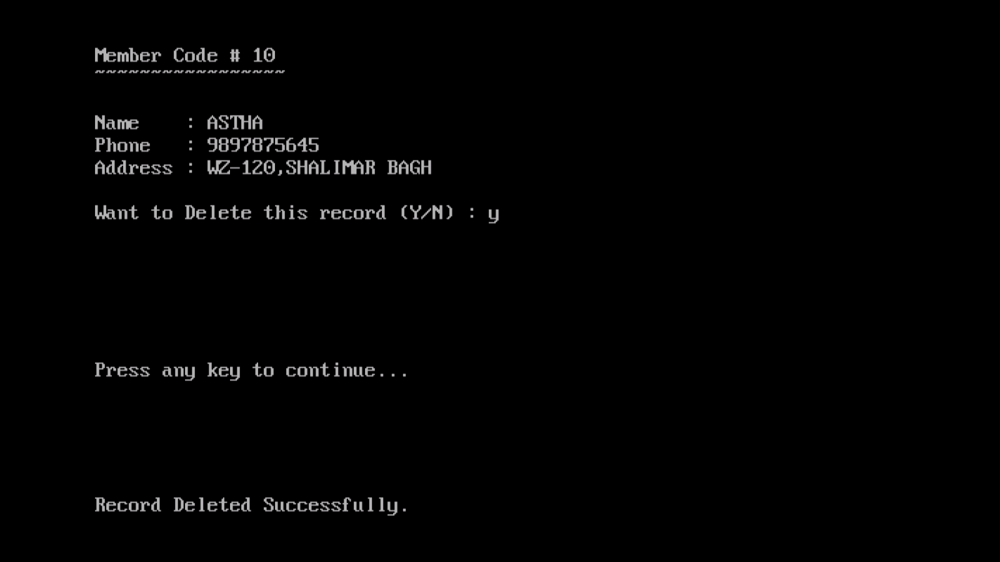 Member Code # 10
~~~~~~~~~~~~~~~~~
Name    : ASTHA
Phone   : 9897875645
Address : WZ-120,SHALIMAR BAGH
Want to Delete this record (Y/N) : y
Press any key to continue...
Record Deleted Successfully.